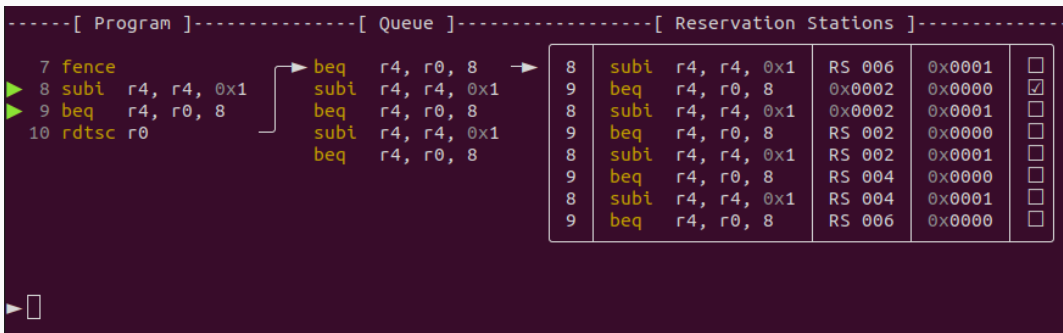 ------[ Program ]---------------[ Queue ]------------------[ Reservation Stations ]--------------
7 fence beq r4, r0, 8 8 subi r4, r4, 0x1 RS 006 0x0001 ☐
8 subi r4, r4, 0x1 subi r4, r4, 0x1 9 beq r4, r0, 8 0x0002 0x0000 ☑
9 beq r4, r0, 8 beq r4, r0, 8 8 subi r4, r4, 0x1 0x0002 0x0001 ☐
10 rdtsc r0 subi r4, r4, 0x1 9 beq r4, r0, 8 RS 002 0x0000 ☐
beq r4, r0, 8 8 subi r4, r4, 0x1 RS 002 0x0001 ☐
9 beq r4, r0, 8 RS 004 0x0000 ☐
8 subi r4, r4, 0x1 RS 004 0x0001 ☐
9 beq r4, r0, 8 RS 006 0x0000 ☐